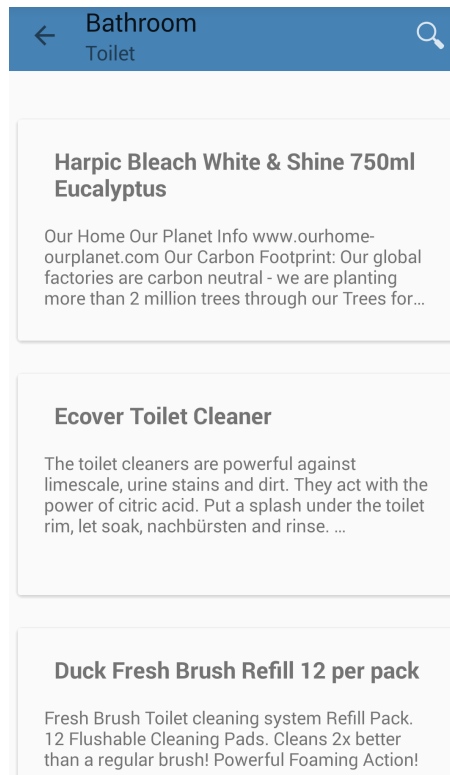 Bathroom
Toilet
Harpic Bleach White & Shine 750ml
Eucalyptus
Our Home Our Planet Info www.ourhome-
ourplanet.com Our Carbon Footprint: Our global
factories are carbon neutral - we are planting
more than 2 million trees through our Trees for...
Ecover Toilet Cleaner
The toilet cleaners are powerful against
limescale, urine stains and dirt. They act with the
power of citric acid. Put a splash under the toilet
rim, let soak, nachbürsten and rinse. ...
Duck Fresh Brush Refill 12 per pack
Fresh Brush Toilet cleaning system Refill Pack.
12 Flushable Cleaning Pads. Cleans 2x better
than a regular brush! Powerful Foaming Action!